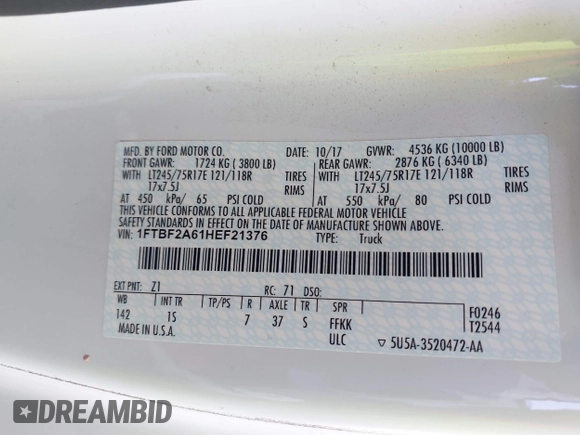 MFD. BY FORD MOTOR CO. DATE: 10/17 GVWR: 4536 KG (10000 LB)
FRONT GAWR: 1724 KG ( 3800 LB) REAR GAWR: 2876 KG ( 6340 LB)
WITH LT245/75R17E 121/118R TIRES WITH LT245/75R17E 121/118R TIRES
17x7.5J RIMS 17x7.5J RIMS
AT 450 kPa/ 65 PSI COLD AT 550 kPa/ 80 PSI COLD
THIS VEHICLE CONFORMS TO ALL APPLICABLE FEDERAL MOTOR VEHICLE
SAFETY STANDARDS IN EFFECT ON THE DATE OF MANUFACTURE SHOWN ABOVE.
VIN: 1FTBF2A61HEF21376 TYPE: Truck
EXT PNT: Z1 RC: 71 DSO:
WB INT TR TP/PS R AXLE TR SPR F0246
142 1S 7 37 S FFKK T2544
MADE IN U.S.A. ULC ▽ 5U5A-3520472-AA
DREAMBID